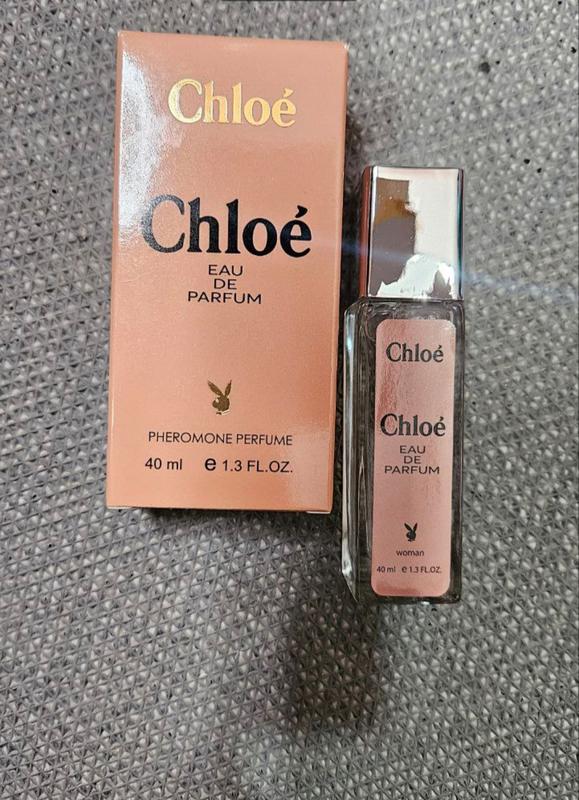 Chloé
Chloé
EAU
DE
PARFUM
PHEROMONE PERFUME
40 ml e 1.3 FL.OZ.
Chloé
Chloé
EAU
DE
PARFUM
woman
40 ml e 1.3 FL.OZ.